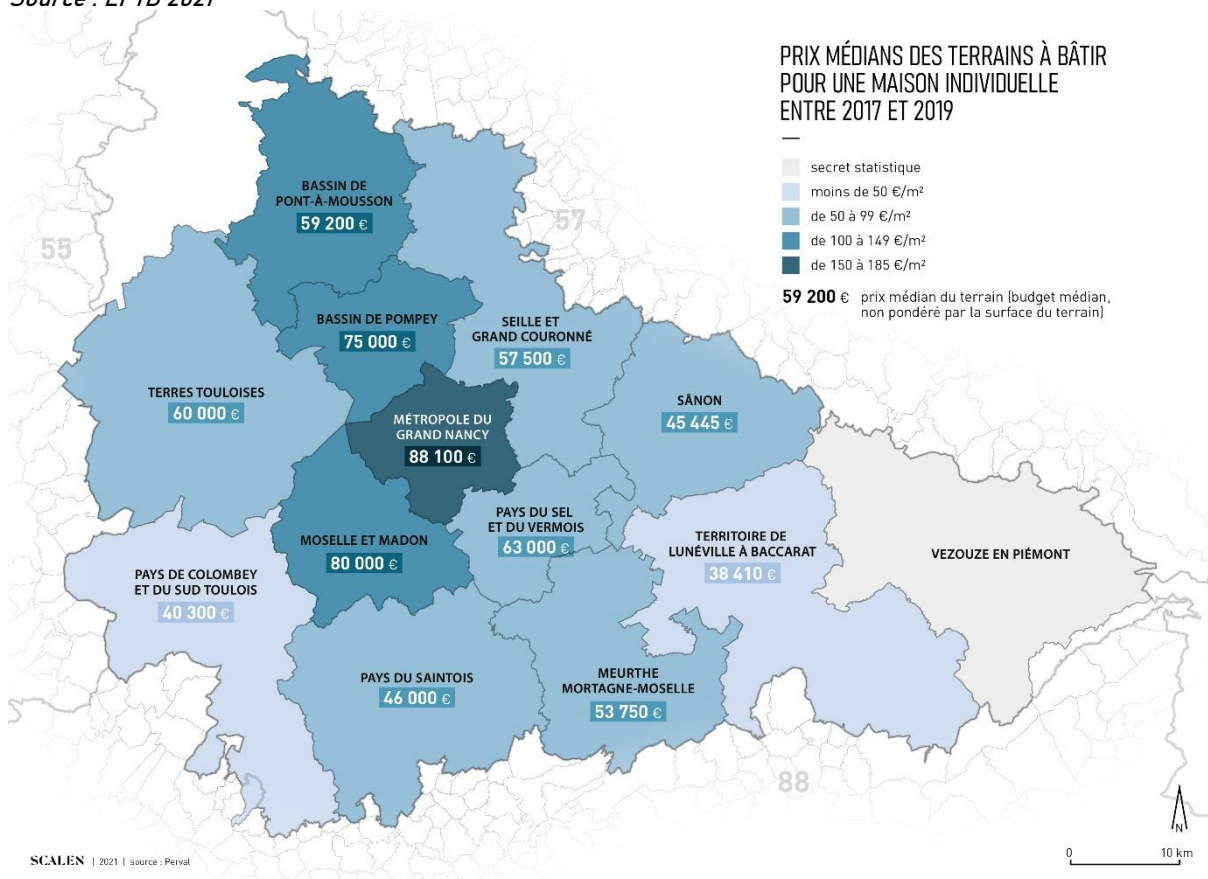 Source : EPTB 2021
PRIX MÉDIANS DES TERRAINS À BÂTIR
POUR UNE MAISON INDIVIDUELLE
ENTRE 2017 ET 2019
secret statistique
moins de 50 €/m²
de 50 à 99 €/m²
de 100 à 149 €/m²
de 150 à 185 €/m²
59 200 € prix médian du terrain (budget médian,
non pondéré par la surface du terrain)
55
57
88
BASSIN DE
PONT-À-MOUSSON
59 200 €
BASSIN DE POMPEY
75 000 €
SEILLE ET
GRAND COURONNÉ
57 500 €
TERRES TOULOISES
60 000 €
MÉTROPOLE DU
GRAND NANCY
88 100 €
SÂNON
45 445 €
PAYS DU SEL
ET DU VERMOIS
63 000 €
MOSELLE ET MADON
80 000 €
TERRITOIRE DE
LUNÉVILLE À BACCARAT
38 410 €
VEZOUZE EN PIÉMONT
PAYS DE COLOMBEY
ET DU SUD TOULOIS
40 300 €
PAYS DU SAINTOIS
46 000 €
MEURTHE
MORTAGNE-MOSELLE
53 750 €
N
0 10 km
SCALEN | 2021 | source : Perval